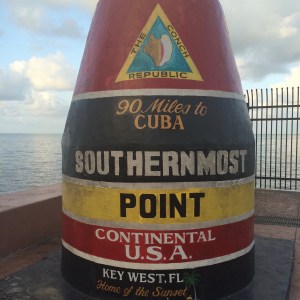 THE CONCH
REPUBLIC
90 Miles to
CUBA
SOUTHERNMOST
POINT
CONTINENTAL
U.S.A.
KEY WEST, FL
Home of the Sunset